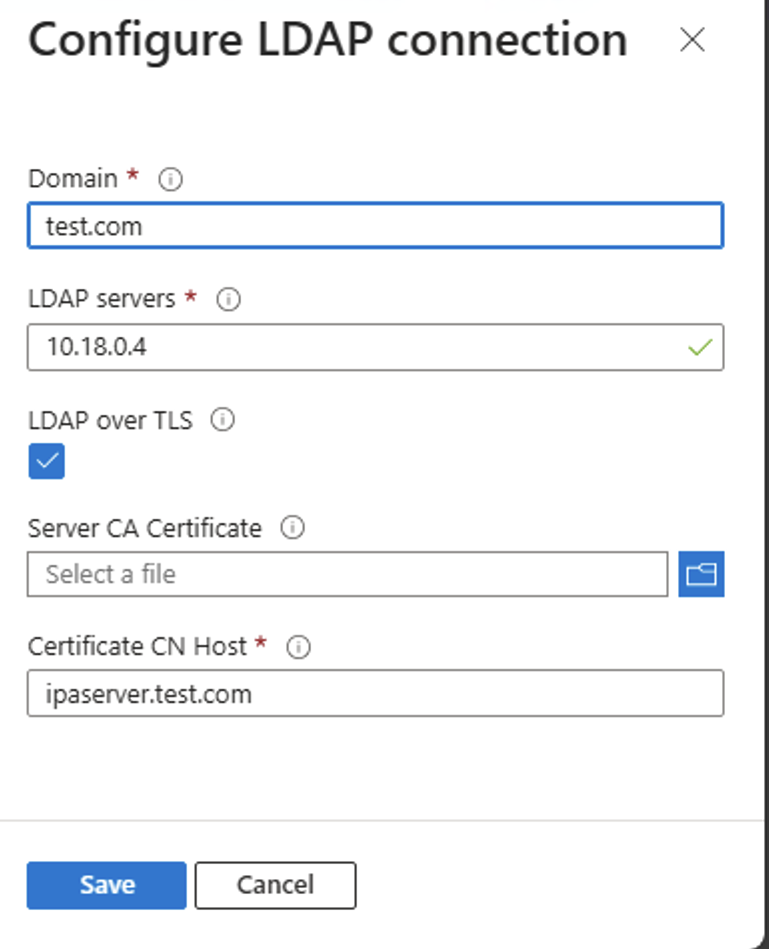 Configure LDAP connection
Domain *
test.com
LDAP servers *
10.18.0.4
LDAP over TLS
Server CA Certificate
Select a file
Certificate CN Host *
ipaserver.test.com
Save Cancel